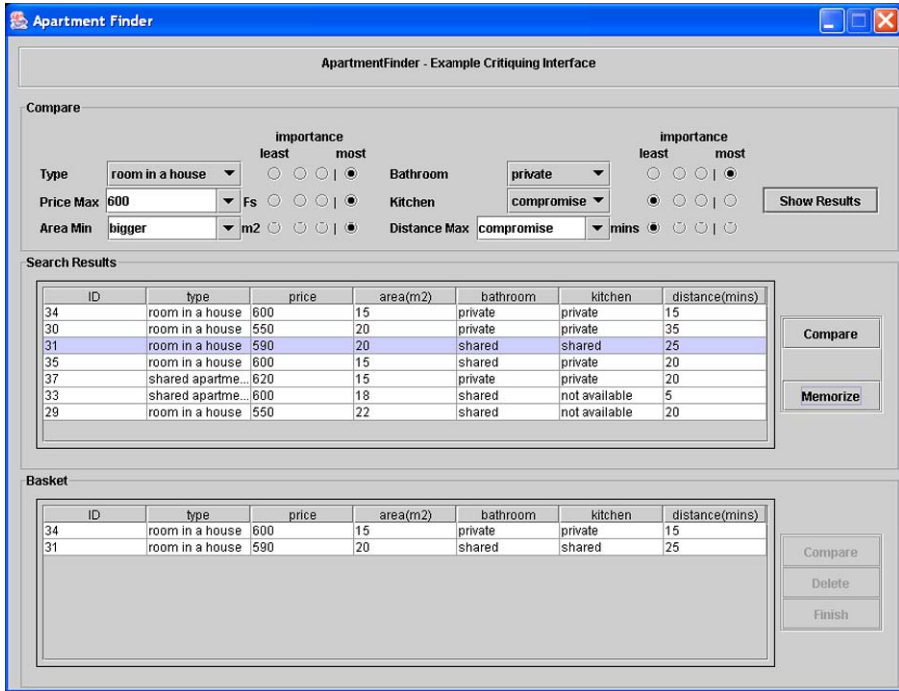 Apartment Finder
ApartmentFinder - Example Critiquing Interface
Compare
importance importance
least most least most
Type room in a house | Bathroom private |
Price Max 600 Fs | Kitchen compromise | Show Results
Area Min bigger m2 | Distance Max compromise mins |
Search Results
ID type price area(m2) bathroom kitchen distance(mins)
34 room in a house 600 15 private private 15
30 room in a house 550 20 private private 35
Compare
31 room in a house 590 20 shared shared 25
35 room in a house 600 15 shared private 20
37 shared apartme... 620 15 private private 20
33 shared apartme... 600 18 shared not available 5
Memorize
29 room in a house 550 22 shared not available 20
Basket
ID type price area(m2) bathroom kitchen distance(mins)
34 room in a house 600 15 private private 15
31 room in a house 590 20 shared shared 25
Compare
Delete
Finish